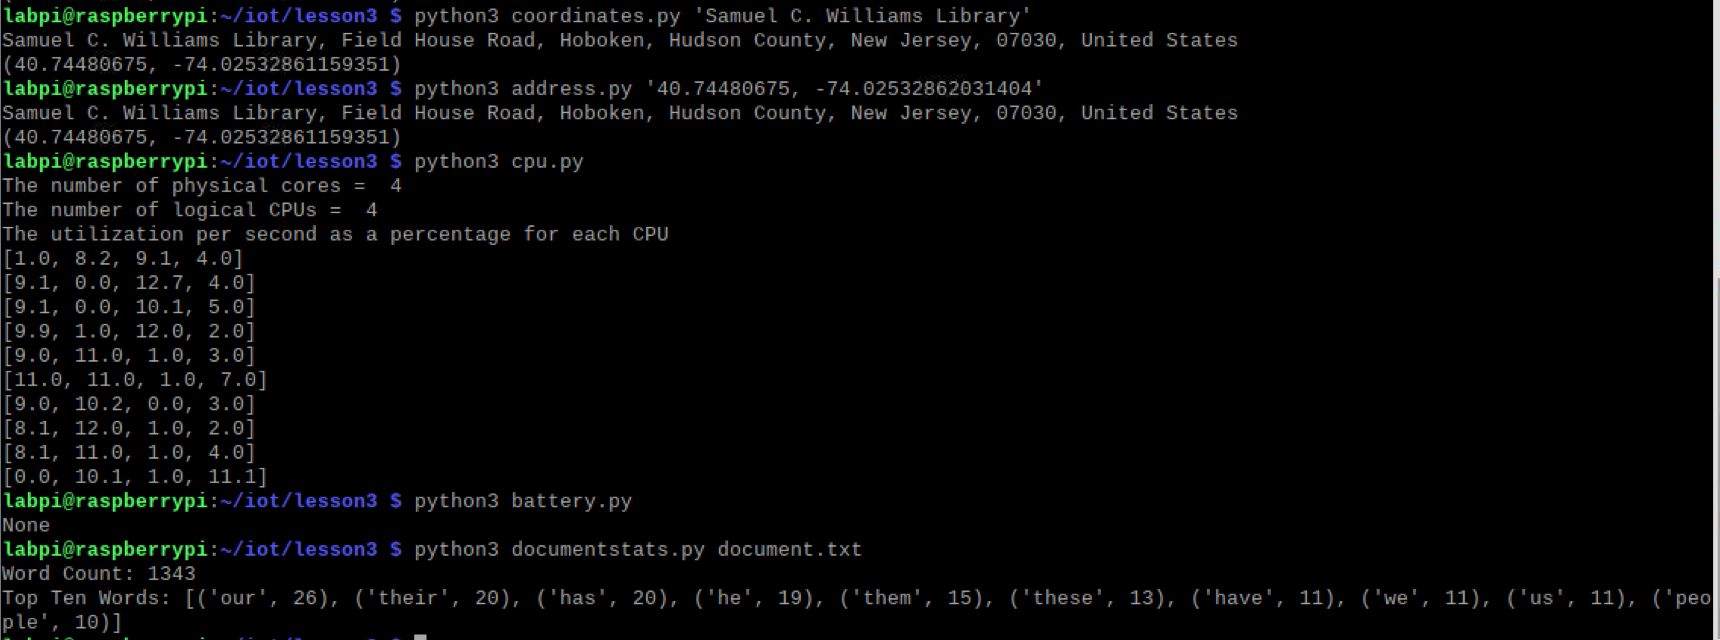 labpi@raspberrypi:~/iot/lesson3 $ python3 coordinates.py 'Samuel C. Williams Library'
Samuel C. Williams Library, Field House Road, Hoboken, Hudson County, New Jersey, 07030, United States
(40.74480675, -74.02532861159351)
labpi@raspberrypi:~/iot/lesson3 $ python3 address.py '40.74480675, -74.02532862031404'
Samuel C. Williams Library, Field House Road, Hoboken, Hudson County, New Jersey, 07030, United States
(40.74480675, -74.02532861159351)
labpi@raspberrypi:~/iot/lesson3 $ python3 cpu.py
The number of physical cores =  4
The number of logical CPUs =  4
The utilization per second as a percentage for each CPU
[1.0, 8.2, 9.1, 4.0]
[9.1, 0.0, 12.7, 4.0]
[9.1, 0.0, 10.1, 5.0]
[9.9, 1.0, 12.0, 2.0]
[9.0, 11.0, 1.0, 3.0]
[11.0, 11.0, 1.0, 7.0]
[9.0, 10.2, 0.0, 3.0]
[8.1, 12.0, 1.0, 2.0]
[8.1, 11.0, 1.0, 4.0]
[0.0, 10.1, 1.0, 11.1]
labpi@raspberrypi:~/iot/lesson3 $ python3 battery.py
None
labpi@raspberrypi:~/iot/lesson3 $ python3 documentstats.py document.txt
Word Count: 1343
Top Ten Words: [('our', 26), ('their', 20), ('has', 20), ('he', 19), ('them', 15), ('these', 13), ('have', 11), ('we', 11), ('us', 11), ('peo
ple', 10)]